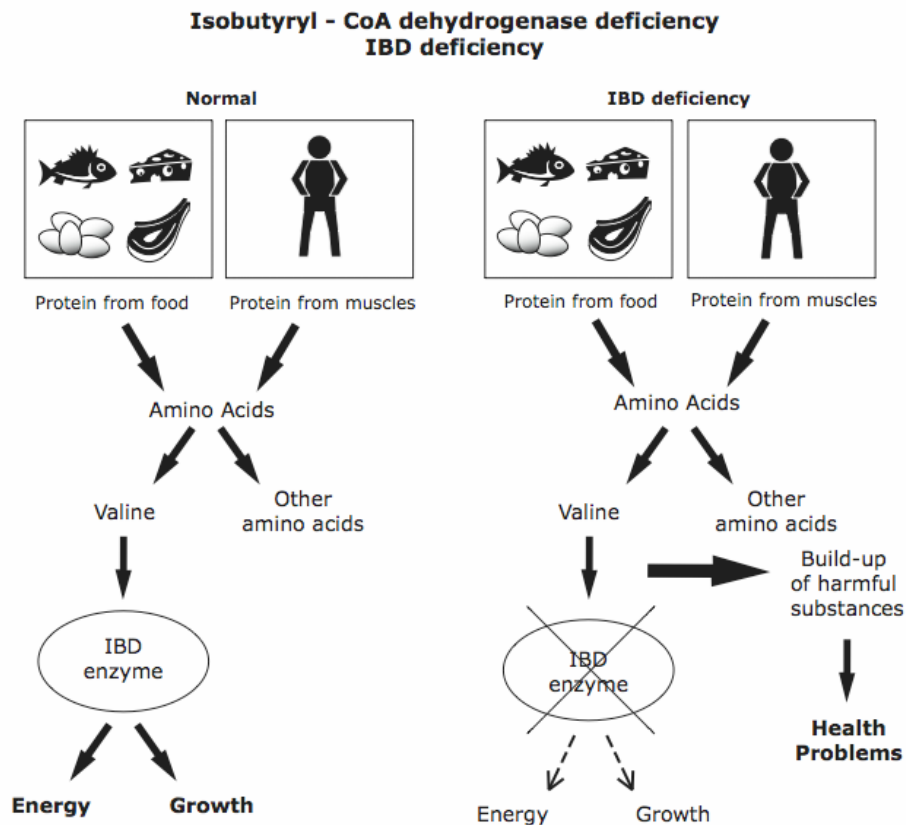 Isobutyryl - CoA dehydrogenase deficiency
IBD deficiency
Normal
Protein from food
Protein from muscles
Amino Acids
Valine
Other
amino acids
IBD
enzyme
Energy
Growth
IBD deficiency
Protein from food
Protein from muscles
Amino Acids
Valine
Other
amino acids
Build-up
of harmful
substances
IBD
enzyme
Health
Problems
Energy
Growth